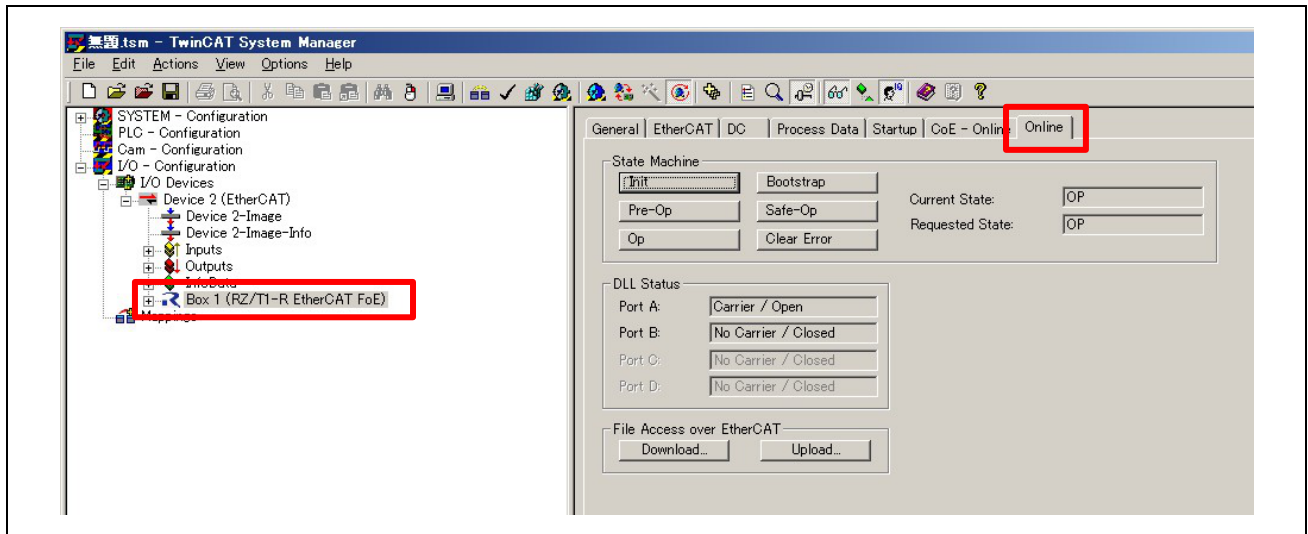 無題.tsm - TwinCAT System Manager
File Edit Actions View Options Help
SYSTEM - Configuration
PLC - Configuration
Cam - Configuration
I/O - Configuration
I/O Devices
Device 2 (EtherCAT)
Device 2-Image
Device 2-Image-Info
Inputs
Outputs
InfoData
Box 1 (RZ/T1-R EtherCAT FoE)
Mappings
General EtherCAT DC Process Data Startup CoE - Online Online
State Machine
Init Bootstrap
Pre-Op Safe-Op
Op Clear Error
Current State: OP
Requested State: OP
DLL Status
Port A: Carrier / Open
Port B: No Carrier / Closed
Port C: No Carrier / Closed
Port D: No Carrier / Closed
File Access over EtherCAT
Download... Upload...